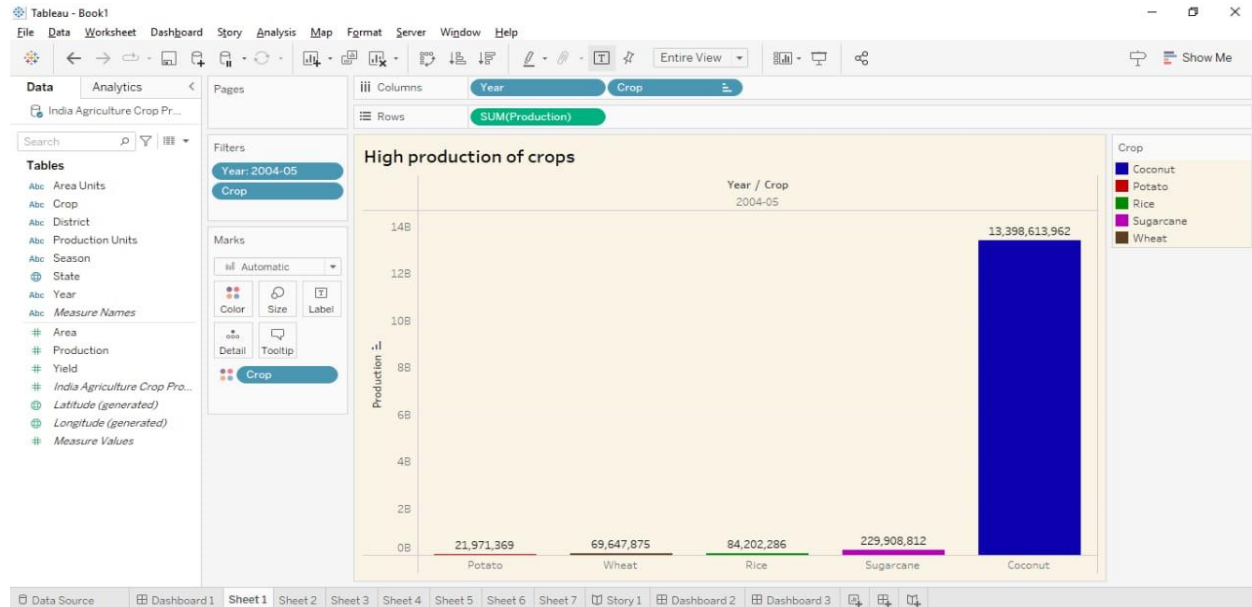 Tableau - Book1
File Data Worksheet Dashboard Story Analysis Map Format Server Window Help
Entire View
Show Me
Data Analytics
India Agriculture Crop Pr...
Search
Tables
Abc Area Units
Abc Crop
Abc District
Abc Production Units
Abc Season
State
Abc Year
Abc Measure Names
# Area
# Production
# Yield
# India Agriculture Crop Pro...
Latitude (generated)
Longitude (generated)
# Measure Values
Pages
Filters
Year: 2004-05
Crop
Marks
Automatic
Color Size Label
Detail Tooltip
Crop
Columns Year Crop
Rows SUM(Production)
High production of crops
Year / Crop
2004-05
Production
14B
12B
10B
8B
6B
4B
2B
0B
21,971,369 69,647,875 84,202,286 229,908,812 13,398,613,962
Potato Wheat Rice Sugarcane Coconut
Crop
Coconut
Potato
Rice
Sugarcane
Wheat
Data Source Dashboard 1 Sheet 1 Sheet 2 Sheet 3 Sheet 4 Sheet 5 Sheet 6 Sheet 7 Story 1 Dashboard 2 Dashboard 3